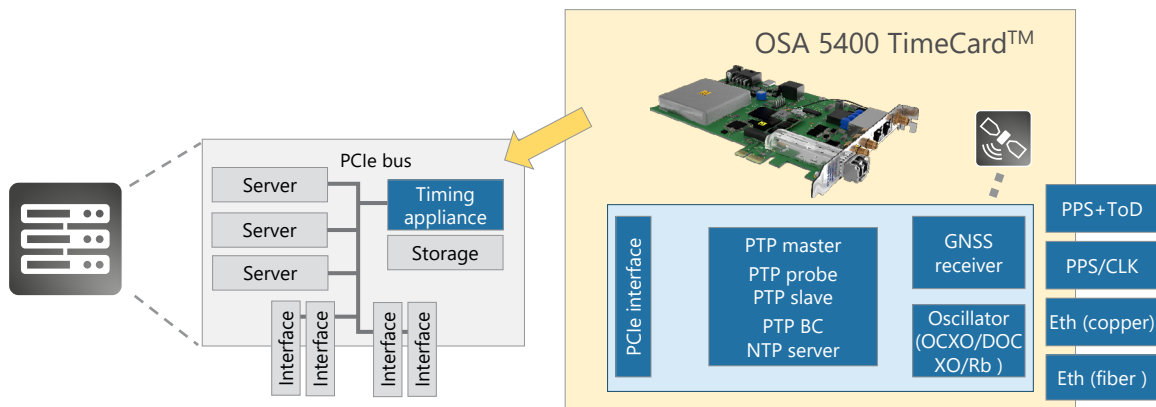 OSA 5400 TimeCard™
PCIe bus
Server
Server
Server
Timing
appliance
Storage
Interface
Interface
Interface
Interface
PCIe interface
PTP master
PTP probe
PTP slave
PTP BC
NTP server
GNSS
receiver
Oscillator
(OCXO/DOC
XO/Rb )
PPS+ToD
PPS/CLK
Eth (copper)
Eth (fiber )